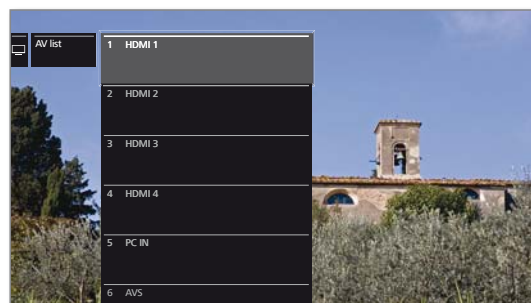 AV list
1 HDMI 1
2 HDMI 2
3 HDMI 3
4 HDMI 4
5 PC IN
6 AVS